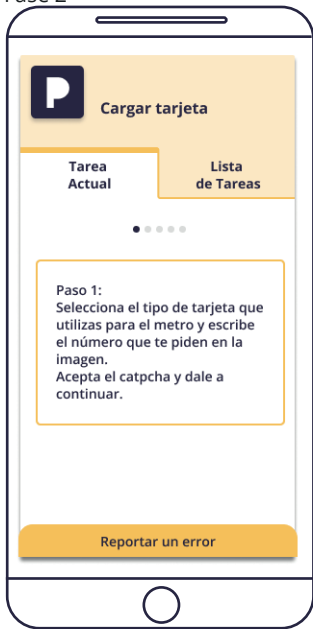 Fase 2
P
Cargar tarjeta
Tarea
Actual
Lista
de Tareas
Paso 1:
Selecciona el tipo de tarjeta que
utilizas para el metro y escribe
el número que te piden en la
imagen.
Acepta el catpcha y dale a
continuar.
Reportar un error